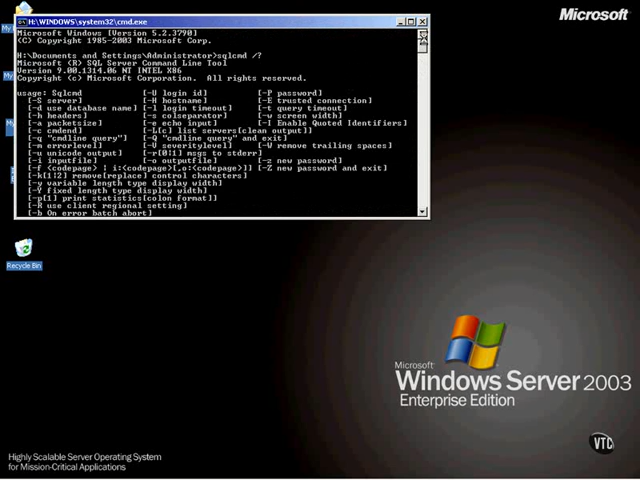 H:\WINDOWS\system32\cmd.exe
Microsoft Windows [Version 5.2.3790]
(C) Copyright 1985-2003 Microsoft Corp.
H:\Documents and Settings\Administrator>sqlcmd /?
Microsoft (R) SQL Server Command Line Tool
Version 9.00.1314.06 NT INTEL X86
Copyright (c) Microsoft Corporation.  All rights reserved.
usage: Sqlcmd            [-U login id]          [-P password]
[-S server]            [-H hostname]          [-E trusted connection]
[-d use database name] [-l login timeout]     [-t query timeout]
[-h headers]           [-s colseparator]      [-w screen width]
[-a packetsize]        [-e echo input]        [-I Enable Quoted Identifiers]
[-c cmdend]            [-L[c] list servers[clean output]]
[-q "cmdline query"]   [-Q "cmdline query" and exit]
[-m errorlevel]        [-V severitylevel]     [-W remove trailing spaces]
[-u unicode output]    [-r[0|1] msgs to stderr]
[-i inputfile]         [-o outputfile]        [-z new password]
[-f <codepage> | i:<codepage>[,o:<codepage>]] [-Z new password and exit]
[-k[1|2] remove[replace] control characters]
[-y variable length type display width]
[-Y fixed length type display width]
[-p[1] print statistics[colon format]]
[-R use client regional setting]
[-b On error batch abort]
Microsoft
My
My
My
Recycle Bin
Microsoft
Windows Server 2003
Enterprise Edition
VTC
Highly Scalable Server Operating System
for Mission-Critical Applications